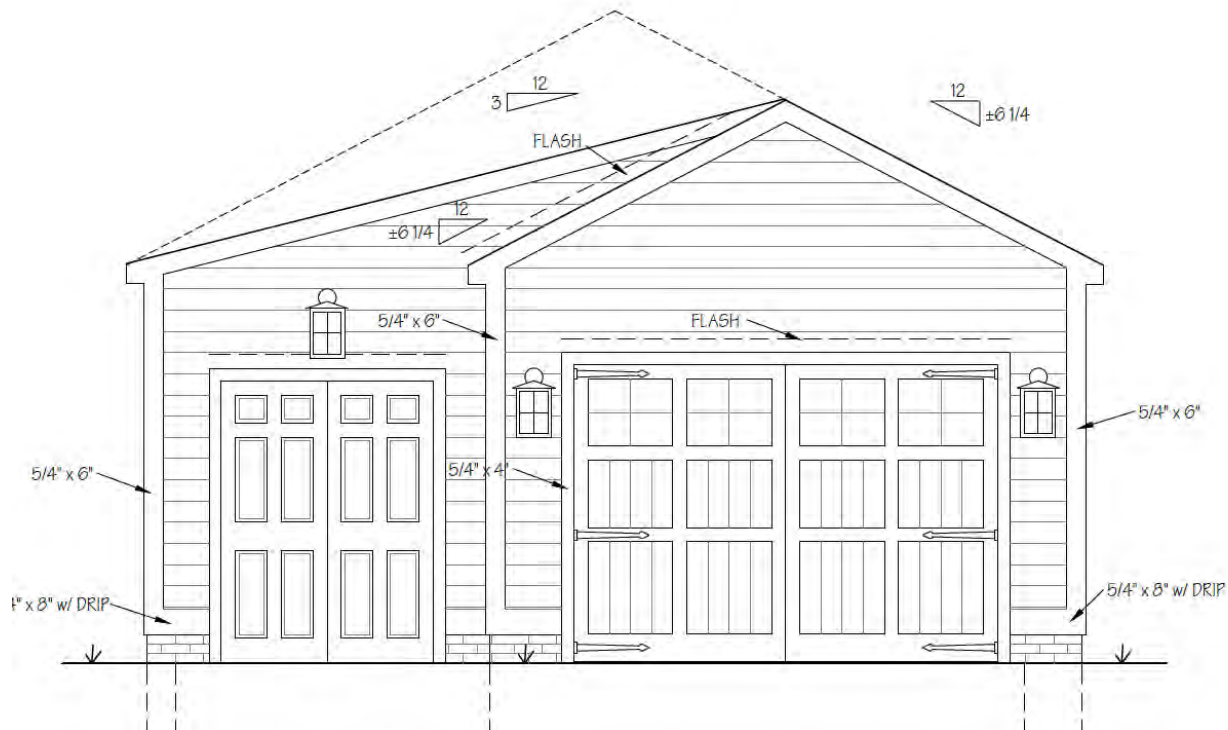 12
3
12
±6 1/4
FLASH
12
±6 1/4
5/4" x 6"
FLASH
5/4" x 6"
5/4" x 6"
5/4" x 4"
4" x 8" w/ DRIP
5/4" x 8" w/ DRIP